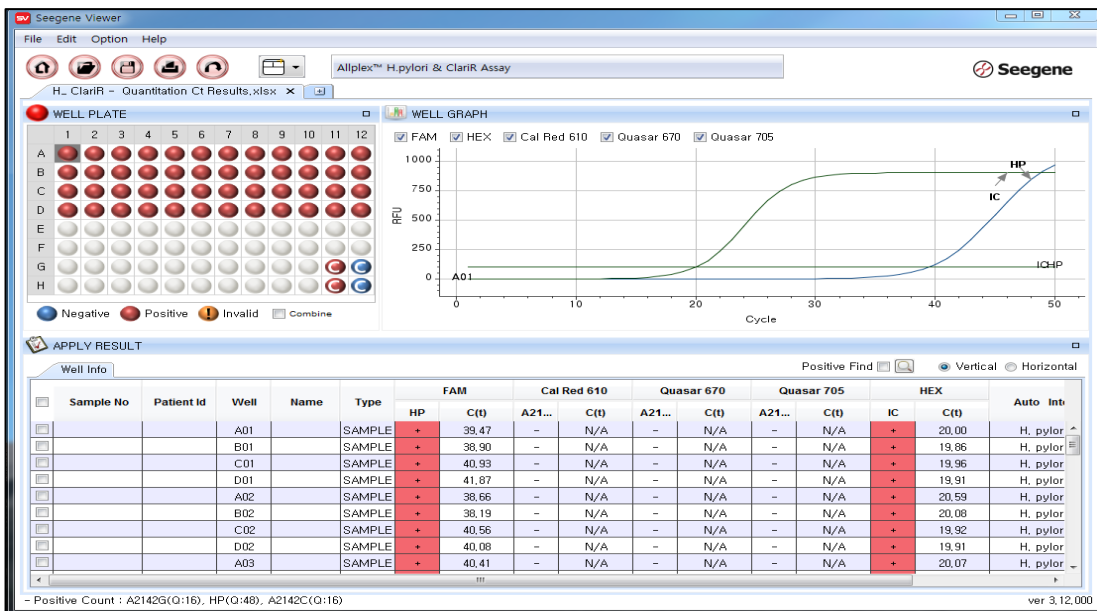 SV Seegene Viewer
File Edit Option Help
Allplex™ H.pylori & ClariR Assay
Seegene
H_ ClariR - Quantitation Ct Results.xlsx ×
WELL PLATE
1 2 3 4 5 6 7 8 9 10 11 12
A
B
C
D
E
F
G C C
H C C
Negative Positive Invalid Combine
WELL GRAPH
FAM HEX Cal Red 610 Quasar 670 Quasar 705
1000
750
500
250
0
RFU
HP
IC
A01
ICHP
0 10 20 30 40 50
Cycle
APPLY RESULT
Well Info
Positive Find Vertical Horizontal
Sample No Patient Id Well Name Type FAM Cal Red 610 Quasar 670 Quasar 705 HEX Auto Inte
HP C(t) A21... C(t) A21... C(t) A21... C(t) IC C(t)
A01 SAMPLE + 39,47 - N/A - N/A - N/A + 20,00 H, pylor
B01 SAMPLE + 38,90 - N/A - N/A - N/A + 19,86 H, pylor
C01 SAMPLE + 40,93 - N/A - N/A - N/A + 19,96 H, pylor
D01 SAMPLE + 41,87 - N/A - N/A - N/A + 19,91 H, pylor
A02 SAMPLE + 38,66 - N/A - N/A - N/A + 20,59 H, pylor
B02 SAMPLE + 38,19 - N/A - N/A - N/A + 20,08 H, pylor
C02 SAMPLE + 40,56 - N/A - N/A - N/A + 19,92 H, pylor
D02 SAMPLE + 40,08 - N/A - N/A - N/A + 19,91 H, pylor
A03 SAMPLE + 40,41 - N/A - N/A - N/A + 20,07 H, pylor
- Positive Count : A2142G(Q:16), HP(Q:48), A2142C(Q:16)
ver 3,12,000